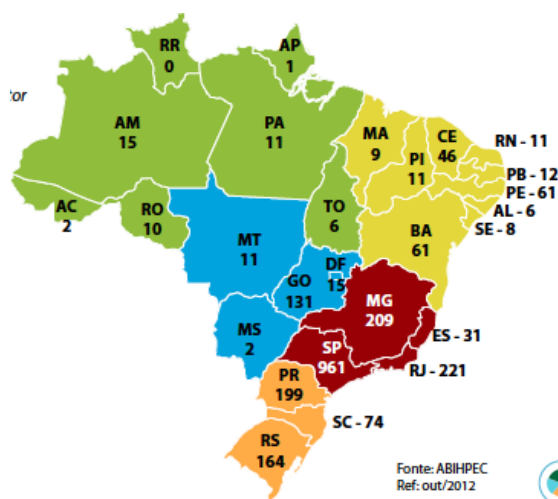 RR
0
AP
1
tor
AM
15
PA
11
MA
9
CE
46
RN - 11
PI
11
PB - 12
PE - 61
AL - 6
SE - 8
AC
2
RO
10
TO
6
BA
61
MT
11
DF
15
GO
131
MG
209
MS
2
ES - 31
SP
961
RJ - 221
PR
199
SC - 74
RS
164
Fonte: ABIHPEC
Ref: out/2012